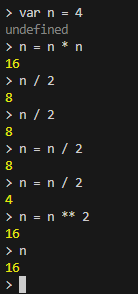 > var n = 4
undefined
> n = n * n
16
> n / 2
8
> n / 2
8
> n = n / 2
8
> n = n / 2
4
> n = n ** 2
16
> n
16
>